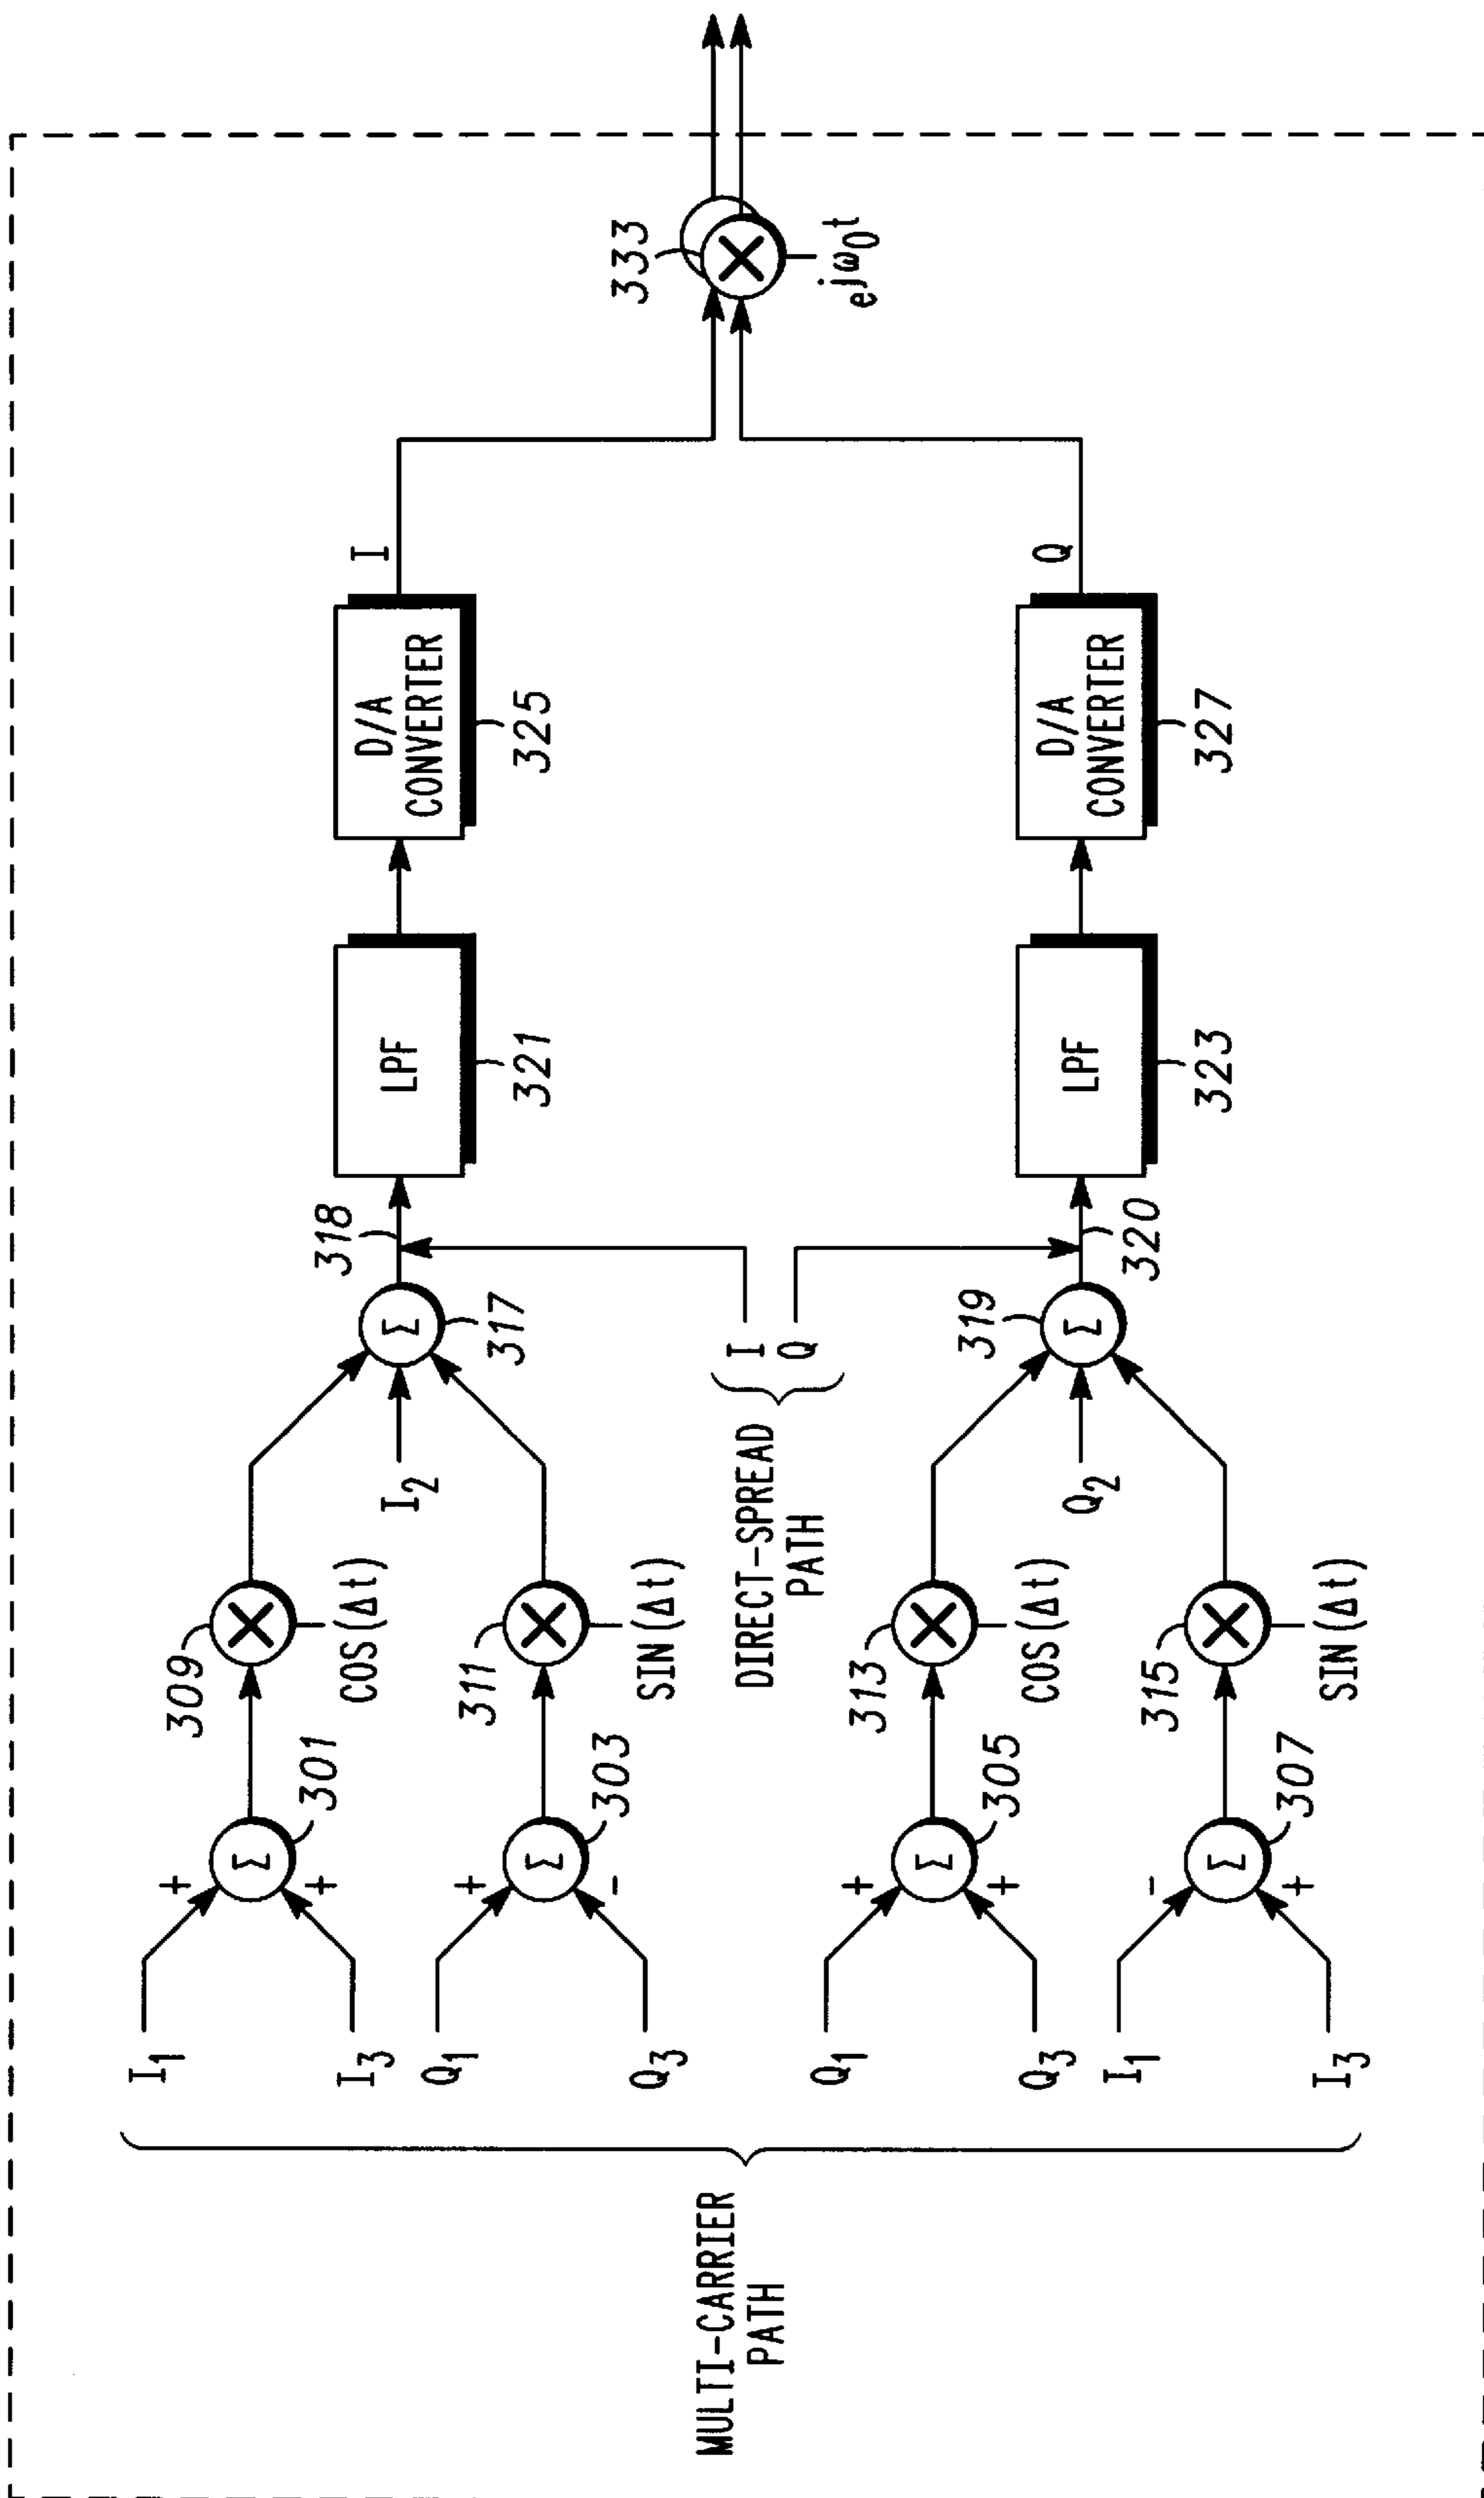 MULTI-CARRIER
PATH
I1
I3
Q1
Q3
Q1
Q3
I1
I3
+
+
+
-
+
+
-
+
Σ
Σ
Σ
Σ
301
303
305
307
309
311
313
315
COS(Δt)
SIN(Δt)
COS(Δt)
SIN(Δt)
I2
Q2
DIRECT-SPREAD
PATH
I
Q
Σ
Σ
317
319
318
320
LPF
321
LPF
323
D/A
CONVERTER
325
D/A
CONVERTER
327
I
Q
333
ejω0t